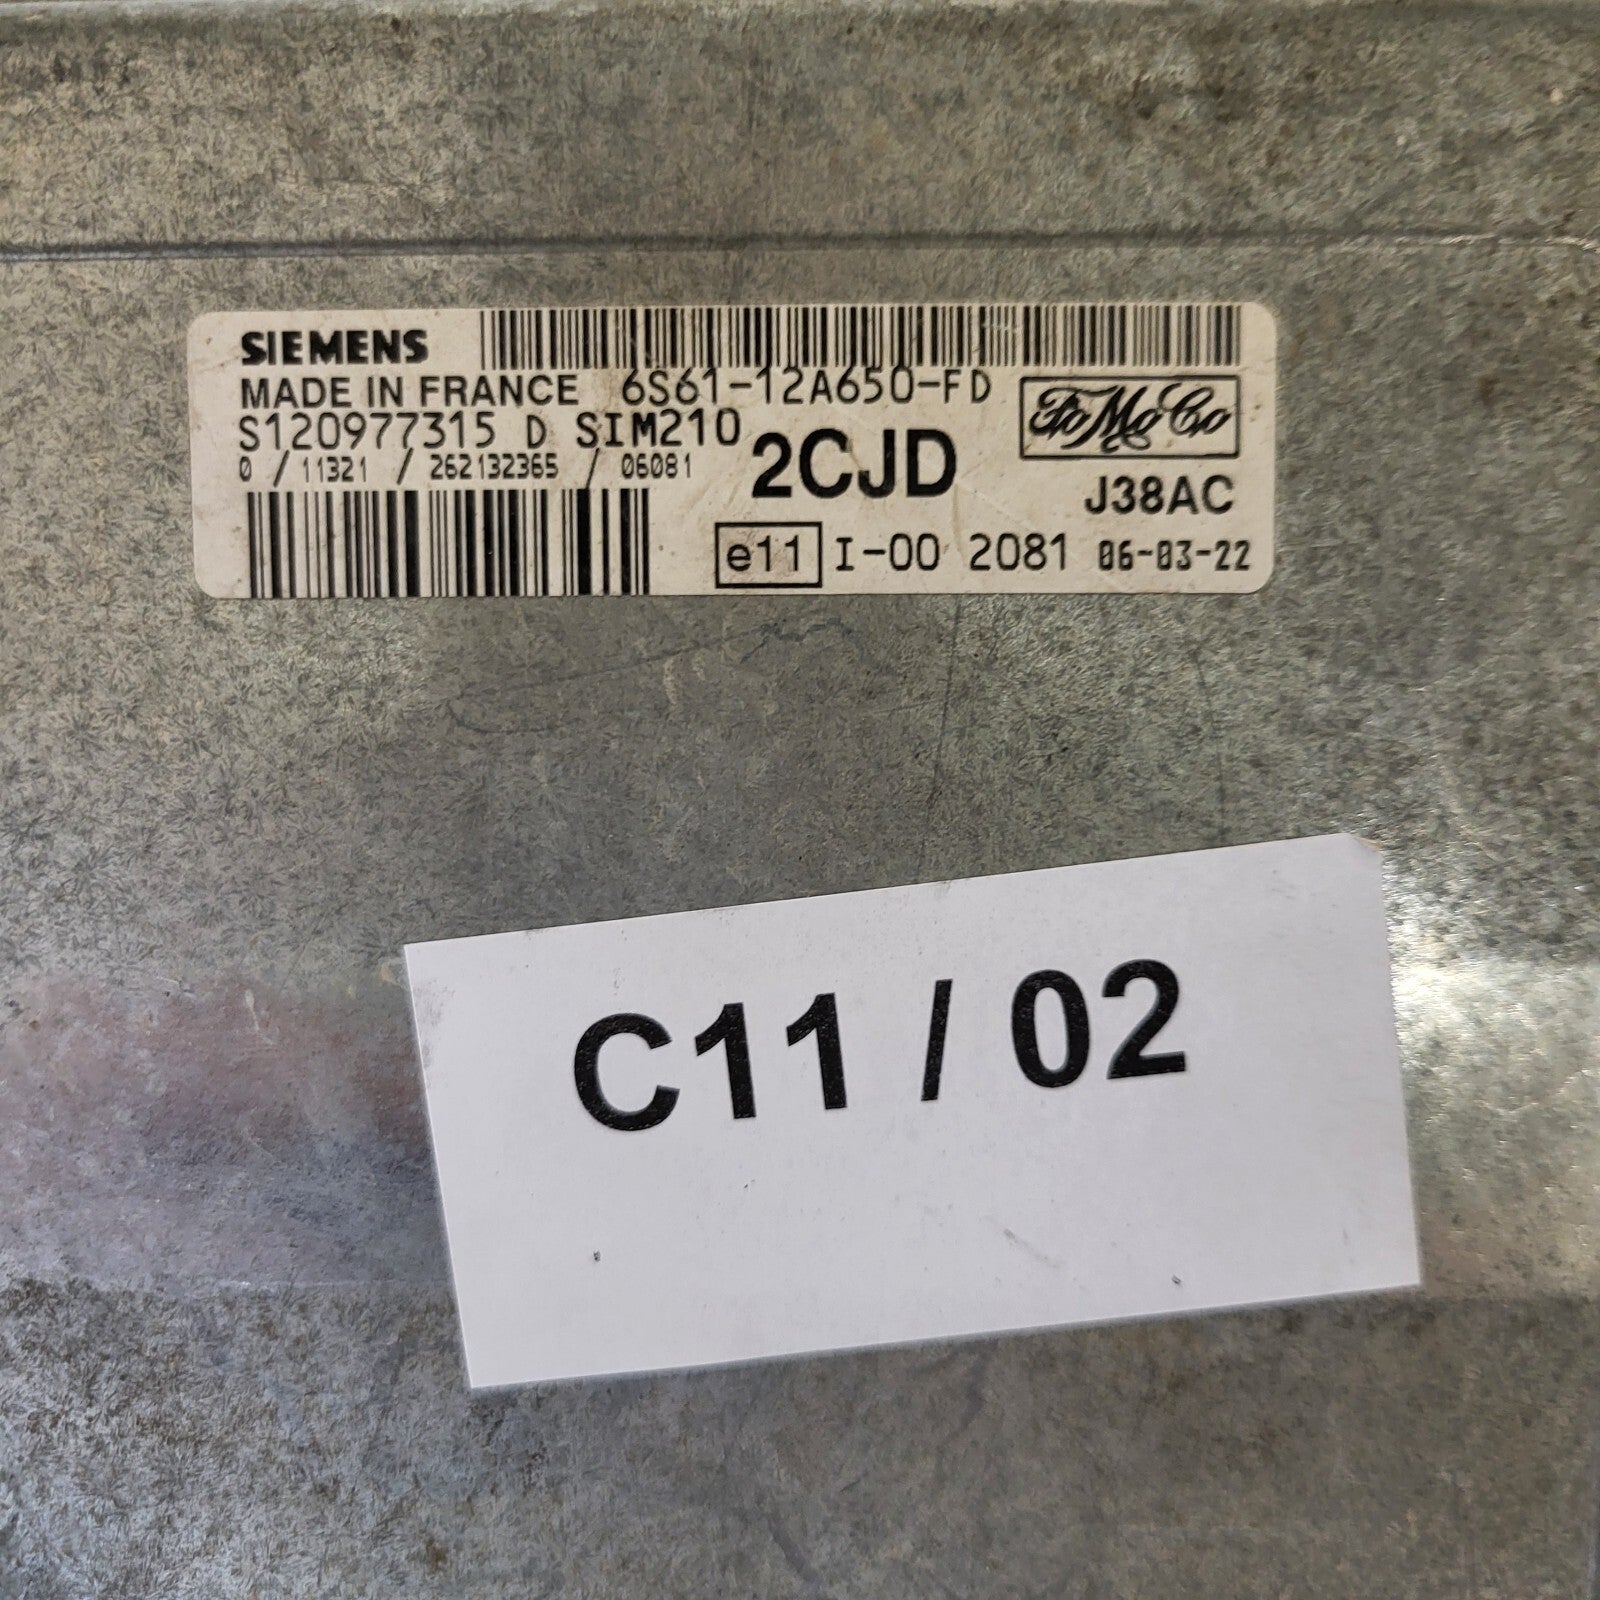 SIEMENS
MADE IN FRANCE 6S61-12A650-FD
S120977315 D SIM210
FoMoCo
0 / 11321 / 262132365 / 06081
2CJD
J38AC
e11 I-00 2081 06-03-22
C11 / 02